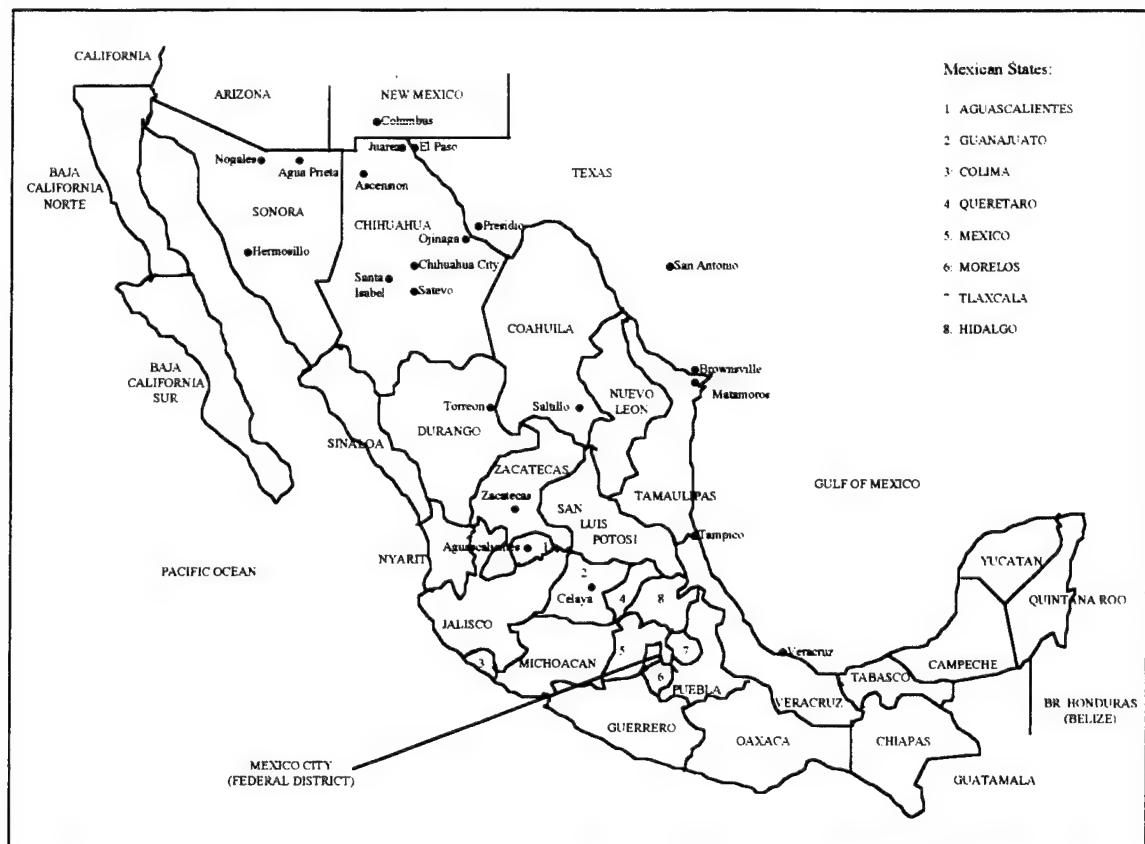 CALIFORNIA
ARIZONA
NEW MEXICO
Columbus
Juarez
El Paso
Nogales
Agua Prieta
Ascension
TEXAS
BAJA
CALIFORNIA
NORTE
SONORA
CHIHUAHUA
Presidio
Ojinaga
Hermosillo
Chihuahua City
San Antonio
Santa
Isabel
Satevo
COAHUILA
BAJA
CALIFORNIA
SUR
Brownsville
Matamoros
NUEVO
LEON
Torreon
Saltillo
DURANGO
SINALOA
ZACATECAS
Zacatecas
TAMAULIPAS
GULF OF MEXICO
SAN
LUIS
POTOSI
Tampico
NYARIT
Aguascalientes
1
PACIFIC OCEAN
YUCATAN
2
Celaya
4
8
QUINTANA ROO
JALISCO
3
MICHOACAN
5
7
6
PUEBLA
Veracruz
CAMPECHE
TABASCO
VERACRUZ
BR. HONDURAS
(BELIZE)
GUERRERO
OAXACA
CHIAPAS
GUATAMALA
MEXICO CITY
(FEDERAL DISTRICT)
Mexican States:
1 AGUASCALIENTES
2 GUANAJUATO
3 COLIMA
4 QUERETARO
5. MEXICO
6 MORELOS
7 TLAXCALA
8. HIDALGO